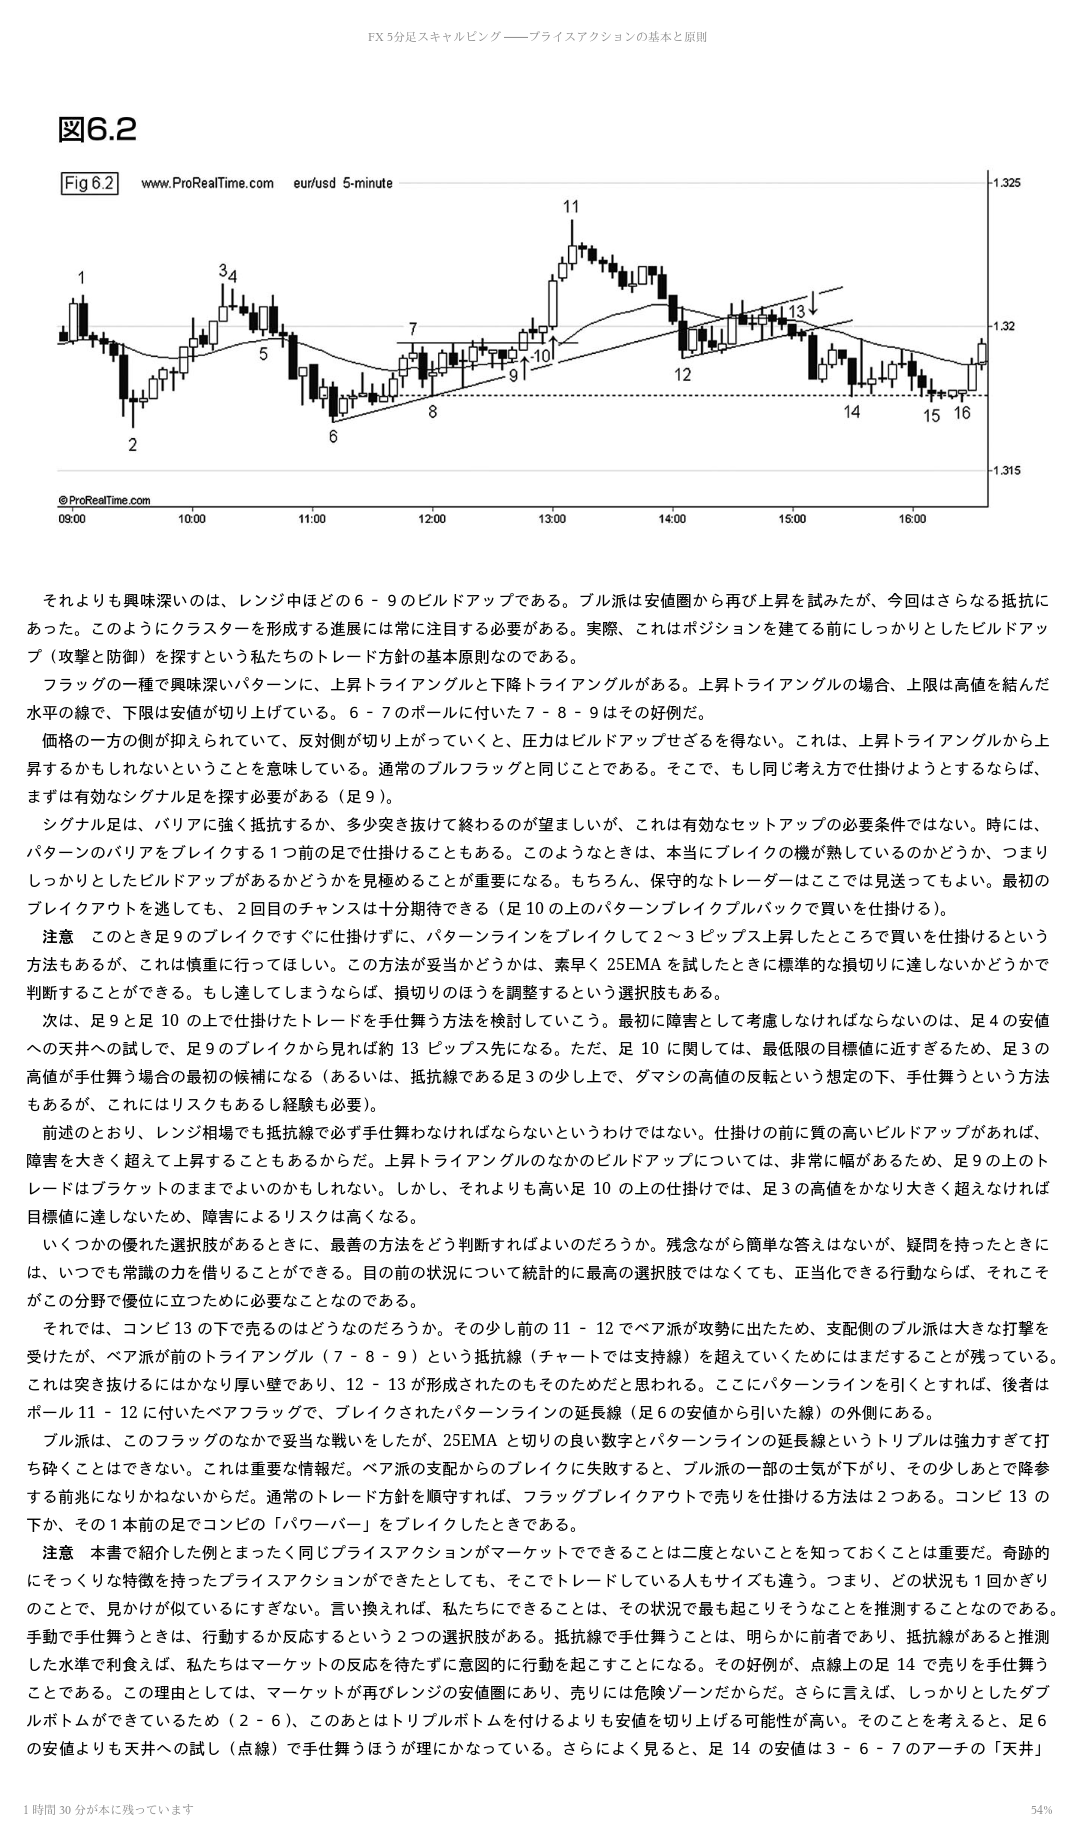 FX 5分足スキャルピング ――プライスアクションの基本と原則
図6.2
Fig 6.2 www.ProRealTime.com eur/usd 5-minute
1.325
11
3 4
1
13
1.32
7
5
10
9
12
8
14
15
16
6
2
1.315
©ProRealTime.com
09:00 10:00 11:00 12:00 13:00 14:00 15:00 16:00
それよりも興味深いのは、レンジ中ほどの６‐９のビルドアップである。ブル派は安値圏から再び上昇を試みたが、今回はさらなる抵抗に
あった。このようにクラスターを形成する進展には常に注目する必要がある。実際、これはポジションを建てる前にしっかりとしたビルドアッ
プ（攻撃と防御）を探すという私たちのトレード方針の基本原則なのである。
フラッグの一種で興味深いパターンに、上昇トライアングルと下降トライアングルがある。上昇トライアングルの場合、上限は高値を結んだ
水平の線で、下限は安値が切り上げている。６‐７のポールに付いた７‐８‐９はその好例だ。
価格の一方の側が抑えられていて、反対側が切り上がっていくと、圧力はビルドアップせざるを得ない。これは、上昇トライアングルから上
昇するかもしれないということを意味している。通常のブルフラッグと同じことである。そこで、もし同じ考え方で仕掛けようとするならば、
まずは有効なシグナル足を探す必要がある（足９）。
シグナル足は、バリアに強く抵抗するか、多少突き抜けて終わるのが望ましいが、これは有効なセットアップの必要条件ではない。時には、
パターンのバリアをブレイクする１つ前の足で仕掛けることもある。このようなときは、本当にブレイクの機が熟しているのかどうか、つまり
しっかりとしたビルドアップがあるかどうかを見極めることが重要になる。もちろん、保守的なトレーダーはここでは見送ってもよい。最初の
ブレイクアウトを逃しても、２回目のチャンスは十分期待できる（足 10 の上のパターンブレイクプルバックで買いを仕掛ける）。
注意　このとき足９のブレイクですぐに仕掛けずに、パターンラインをブレイクして２～３ピップス上昇したところで買いを仕掛けるという
方法もあるが、これは慎重に行ってほしい。この方法が妥当かどうかは、素早く 25EMA を試したときに標準的な損切りに達しないかどうかで
判断することができる。もし達してしまうならば、損切りのほうを調整するという選択肢もある。
次は、足９と足 10 の上で仕掛けたトレードを手仕舞う方法を検討していこう。最初に障害として考慮しなければならないのは、足４の安値
への天井への試しで、足９のブレイクから見れば約 13 ピップス先になる。ただ、足 10 に関しては、最低限の目標値に近すぎるため、足３の
高値が手仕舞う場合の最初の候補になる（あるいは、抵抗線である足３の少し上で、ダマシの高値の反転という想定の下、手仕舞うという方法
もあるが、これにはリスクもあるし経験も必要）。
前述のとおり、レンジ相場でも抵抗線で必ず手仕舞わなければならないというわけではない。仕掛けの前に質の高いビルドアップがあれば、
障害を大きく超えて上昇することもあるからだ。上昇トライアングルのなかのビルドアップについては、非常に幅があるため、足９の上のト
レードはブラケットのままでよいのかもしれない。しかし、それよりも高い足 10 の上の仕掛けでは、足３の高値をかなり大きく超えなければ
目標値に達しないため、障害によるリスクは高くなる。
いくつかの優れた選択肢があるときに、最善の方法をどう判断すればよいのだろうか。残念ながら簡単な答えはないが、疑問を持ったときに
は、いつでも常識の力を借りることができる。目の前の状況について統計的に最高の選択肢ではなくても、正当化できる行動ならば、それこそ
がこの分野で優位に立つために必要なことなのである。
それでは、コンビ 13 の下で売るのはどうなのだろうか。その少し前の 11 ‐ 12 でベア派が攻勢に出たため、支配側のブル派は大きな打撃を
受けたが、ベア派が前のトライアングル（７‐８‐９）という抵抗線（チャートでは支持線）を超えていくためにはまだすることが残っている。
これは突き抜けるにはかなり厚い壁であり、12 ‐ 13 が形成されたのもそのためだと思われる。ここにパターンラインを引くとすれば、後者は
ポール 11 ‐ 12 に付いたベアフラッグで、ブレイクされたパターンラインの延長線（足６の安値から引いた線）の外側にある。
ブル派は、このフラッグのなかで妥当な戦いをしたが、25EMA と切りの良い数字とパターンラインの延長線というトリプルは強力すぎて打
ち砕くことはできない。これは重要な情報だ。ベア派の支配からのブレイクに失敗すると、ブル派の一部の士気が下がり、その少しあとで降参
する前兆になりかねないからだ。通常のトレード方針を順守すれば、フラッグブレイクアウトで売りを仕掛ける方法は２つある。コンビ 13 の
下か、その１本前の足でコンビの「パワーバー」をブレイクしたときである。
注意　本書で紹介した例とまったく同じプライスアクションがマーケットでできることは二度とないことを知っておくことは重要だ。奇跡的
にそっくりな特徴を持ったプライスアクションができたとしても、そこでトレードしている人もサイズも違う。つまり、どの状況も１回かぎり
のことで、見かけが似ているにすぎない。言い換えれば、私たちにできることは、その状況で最も起こりそうなことを推測することなのである。
手動で手仕舞うときは、行動するか反応するという２つの選択肢がある。抵抗線で手仕舞うことは、明らかに前者であり、抵抗線があると推測
した水準で利食えば、私たちはマーケットの反応を待たずに意図的に行動を起こすことになる。その好例が、点線上の足 14 で売りを手仕舞う
ことである。この理由としては、マーケットが再びレンジの安値圏にあり、売りには危険ゾーンだからだ。さらに言えば、しっかりとしたダブ
ルボトムができているため（２‐６）、このあとはトリプルボトムを付けるよりも安値を切り上げる可能性が高い。そのことを考えると、足６
の安値よりも天井への試し（点線）で手仕舞うほうが理にかなっている。さらによく見ると、足 14 の安値は３‐６‐７のアーチの「天井」
1 時間 30 分が本に残っています
54%